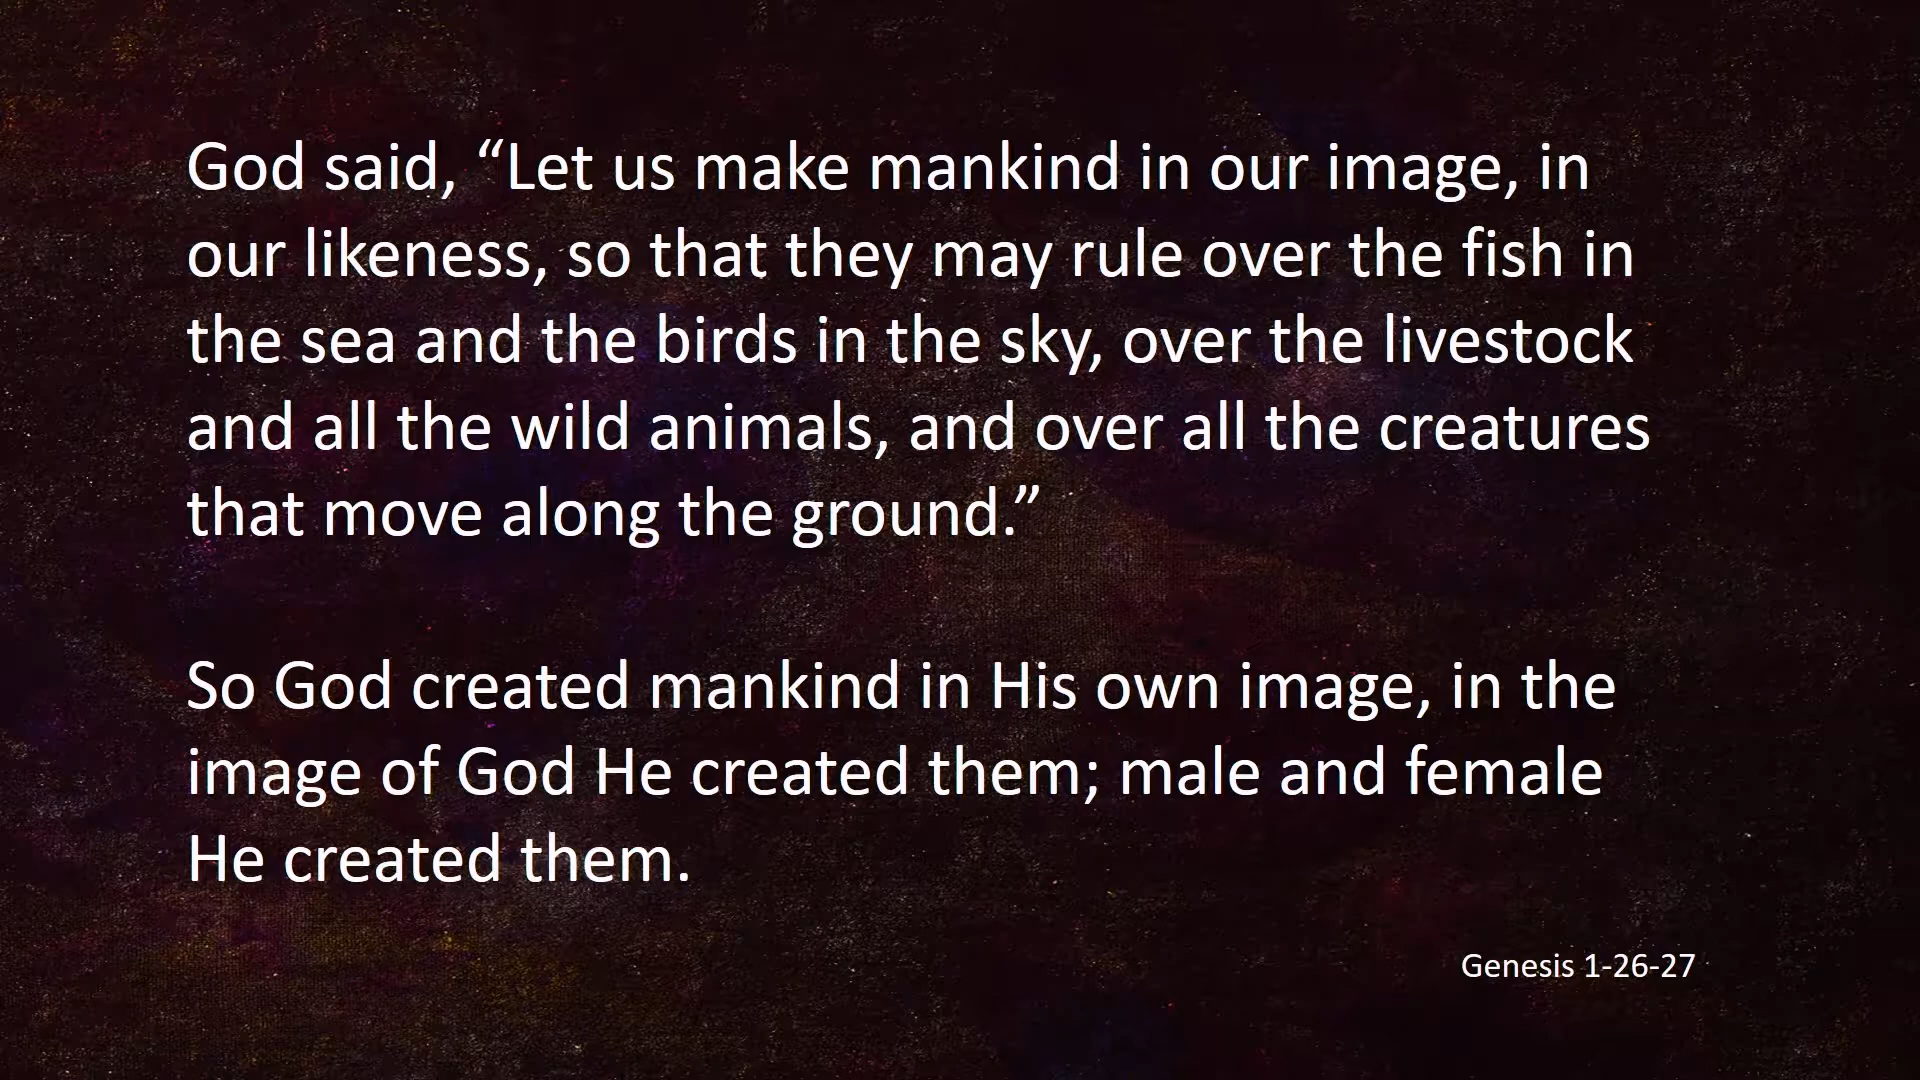 God said, “Let us make mankind in our image, in
our likeness, so that they may rule over the fish in
the sea and the birds in the sky, over the livestock
and all the wild animals, and over all the creatures
that move along the ground.”
So God created mankind in His own image, in the
image of God He created them; male and female
He created them.
Genesis 1-26-27